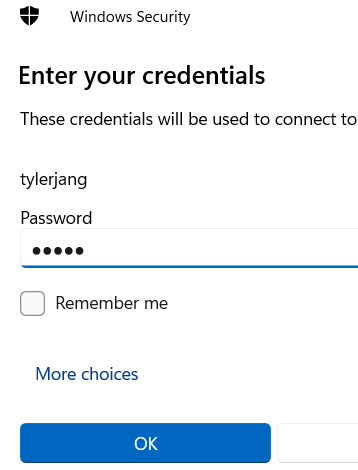 Windows Security
Enter your credentials
These credentials will be used to connect to
tylerjang
Password
●●●●●
Remember me
More choices
OK